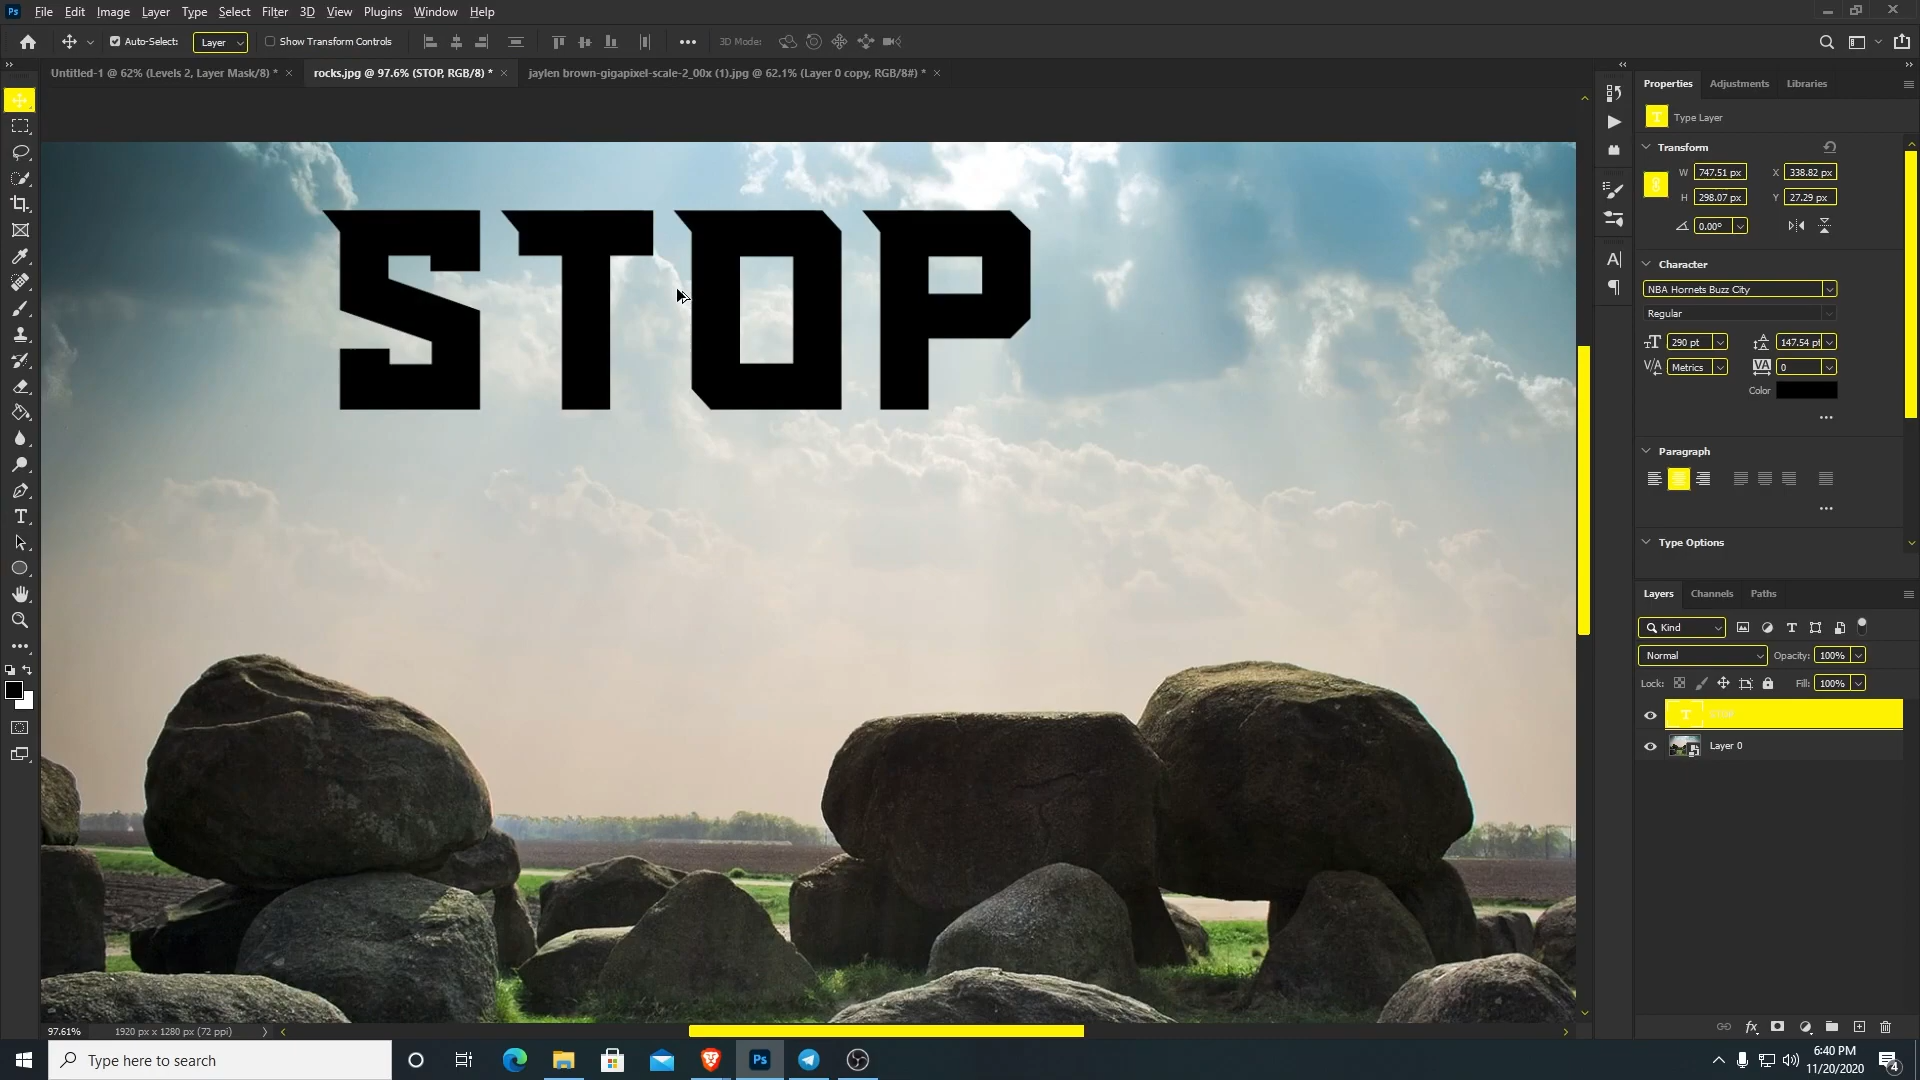 Ps File Edit Image Layer Type Select Filter 3D View Plugins Window Help
Auto-Select: Layer Show Transform Controls 3D Mode:
Untitled-1 @ 62% (Levels 2, Layer Mask/8) * × rocks.jpg @ 97.6% (STOP, RGB/8) * × jaylen brown-gigapixel-scale-2_00x (1).jpg @ 62.1% (Layer 0 copy, RGB/8#) * ×
Properties Adjustments Libraries
T Type Layer
Transform
W 747.51 px X 338.82 px
H 298.07 px Y 27.29 px
0.00°
Character
NBA Hornets Buzz City
Regular
290 pt 147.54 pt
Metrics 0
Color
Paragraph
Type Options
STOP
Layers Channels Paths
Kind
Normal Opacity: 100%
Lock: Fill: 100%
T STOP
Layer 0
97.61% 1920 px x 1280 px (72 ppi)
Type here to search
Ps
6:40 PM
11/20/2020
4